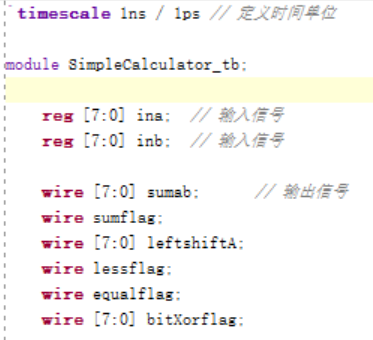 `timescale 1ns / 1ps // 定义时间单位
module SimpleCalculator_tb;
reg [7:0] ina; // 输入信号
reg [7:0] inb; // 输入信号
wire [7:0] sumab; // 输出信号
wire sumflag;
wire [7:0] leftshiftA;
wire lessflag;
wire equalflag;
wire [7:0] bitXorflag;